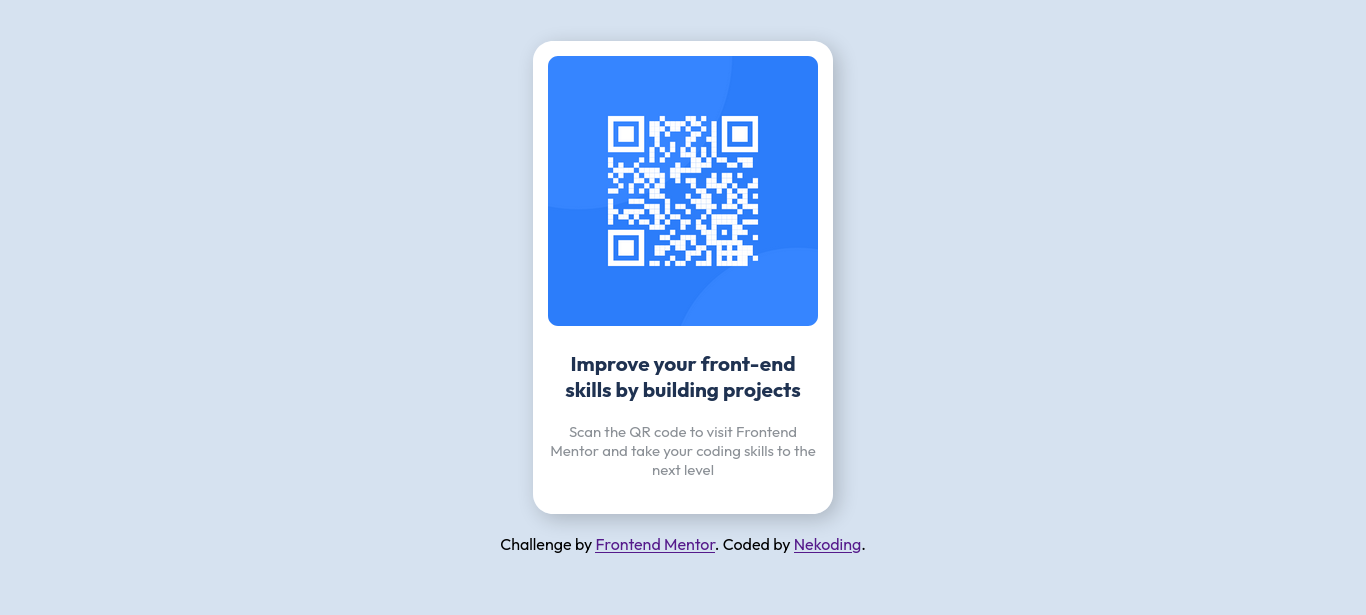 Improve your front-end
skills by building projects
Scan the QR code to visit Frontend
Mentor and take your coding skills to the
next level
Challenge by Frontend Mentor. Coded by Nekoding.